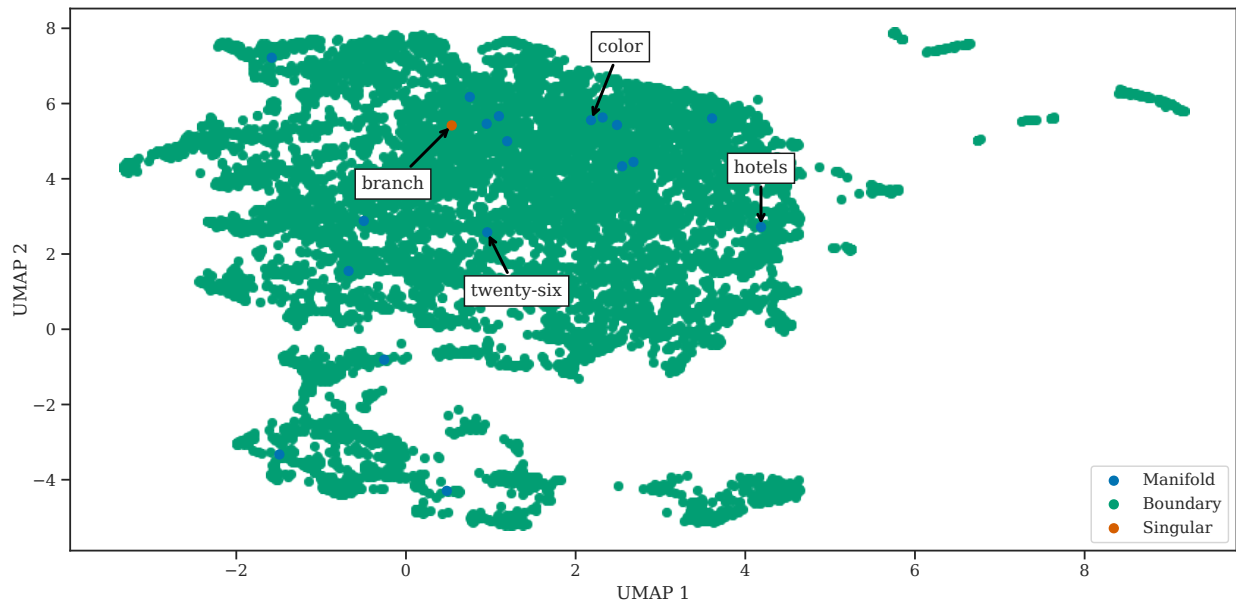 8
6
4
2
0
−2
−4
UMAP 2
color
hotels
branch
twenty-six
Manifold
Boundary
Singular
−2
0
2
4
6
8
UMAP 1